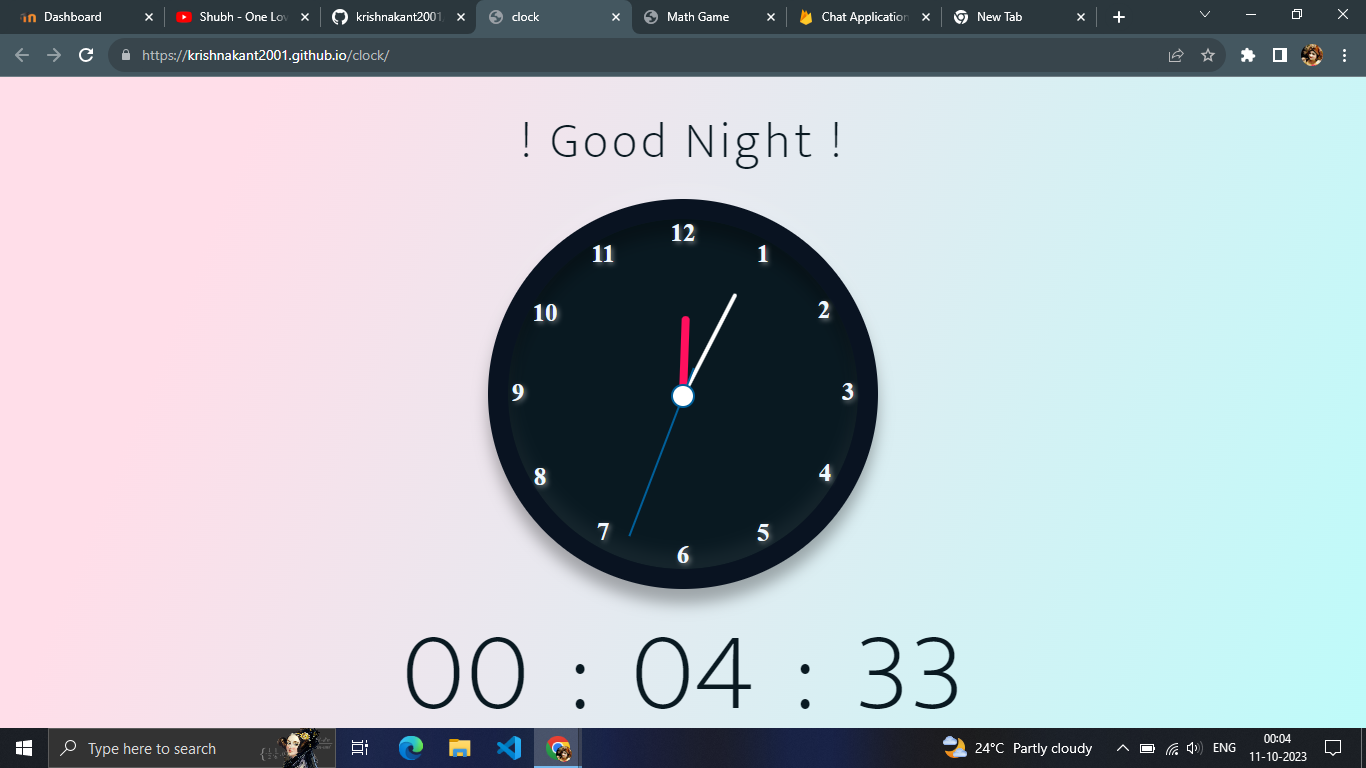 Dashboard
Shubh - One Lov
krishnakant2001
clock
Math Game
Chat Application
New Tab
https://krishnakant2001.github.io/clock/
! Good Night !
12
11
1
10
2
9
3
8
4
7
5
6
00 : 04 : 33
Type here to search
24°C Partly cloudy
ENG
00:04
11-10-2023